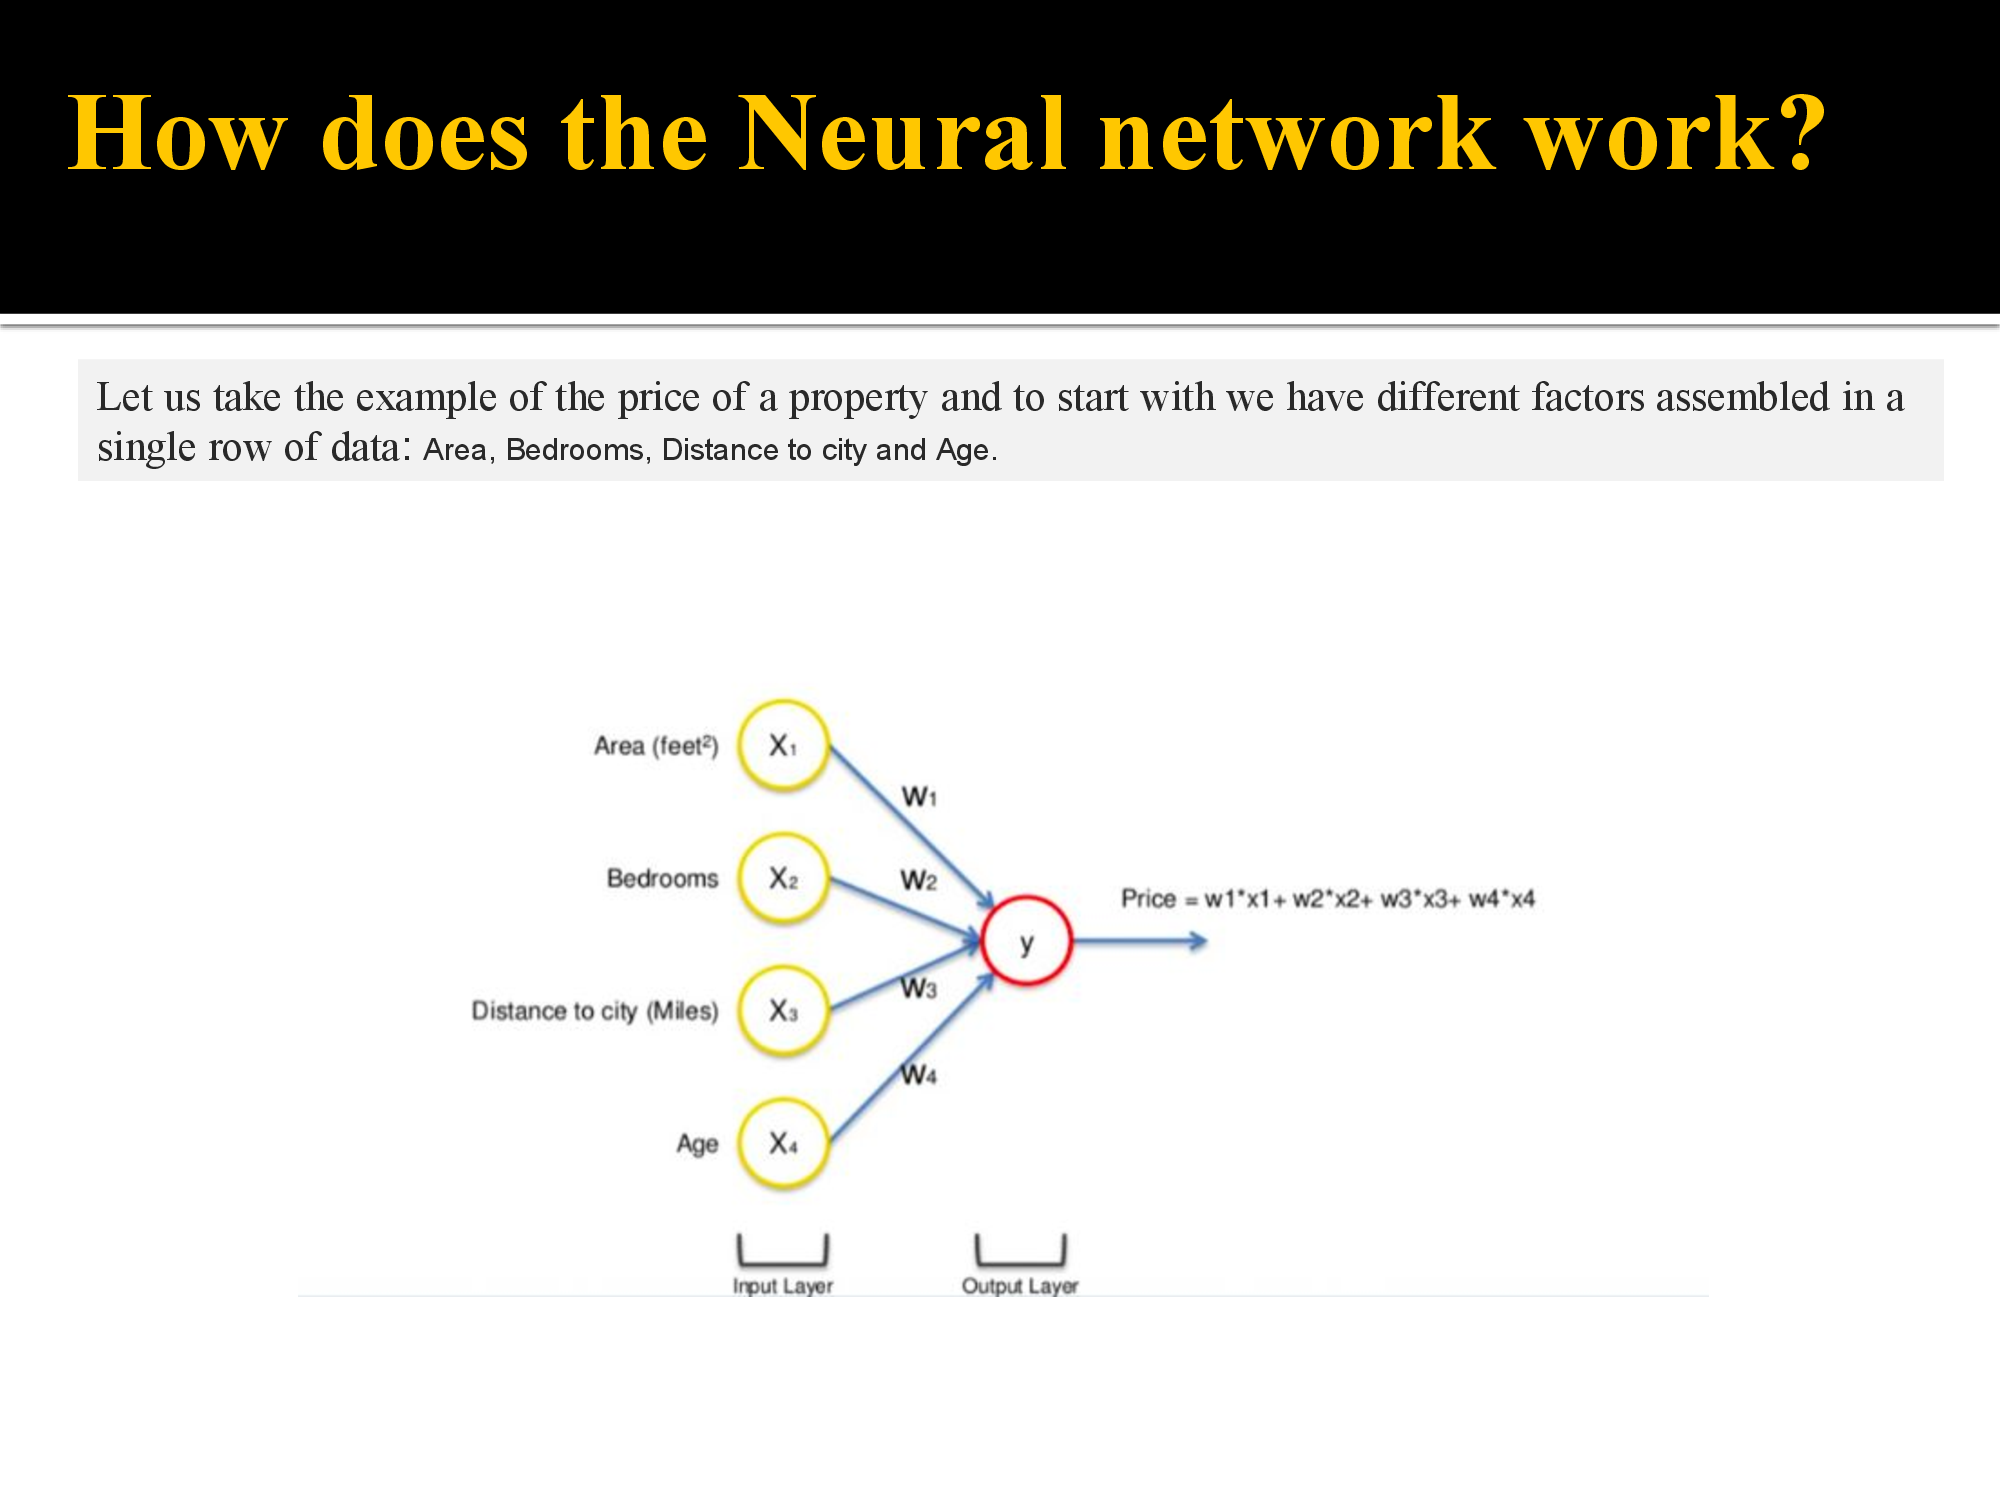 How does the Neural network work?
Let us take the example of the price of a property and to start with we have different factors assembled in a
single row of data: Area, Bedrooms, Distance to city and Age.
Area (feet²)
X₁
W₁
Bedrooms
X₂
W₂
Price = w1*x1+ w2*x2+ w3*x3+ w4*x4
y
Distance to city (Miles)
X₃
W₃
Age
X₄
W₄
Input Layer
Output Layer